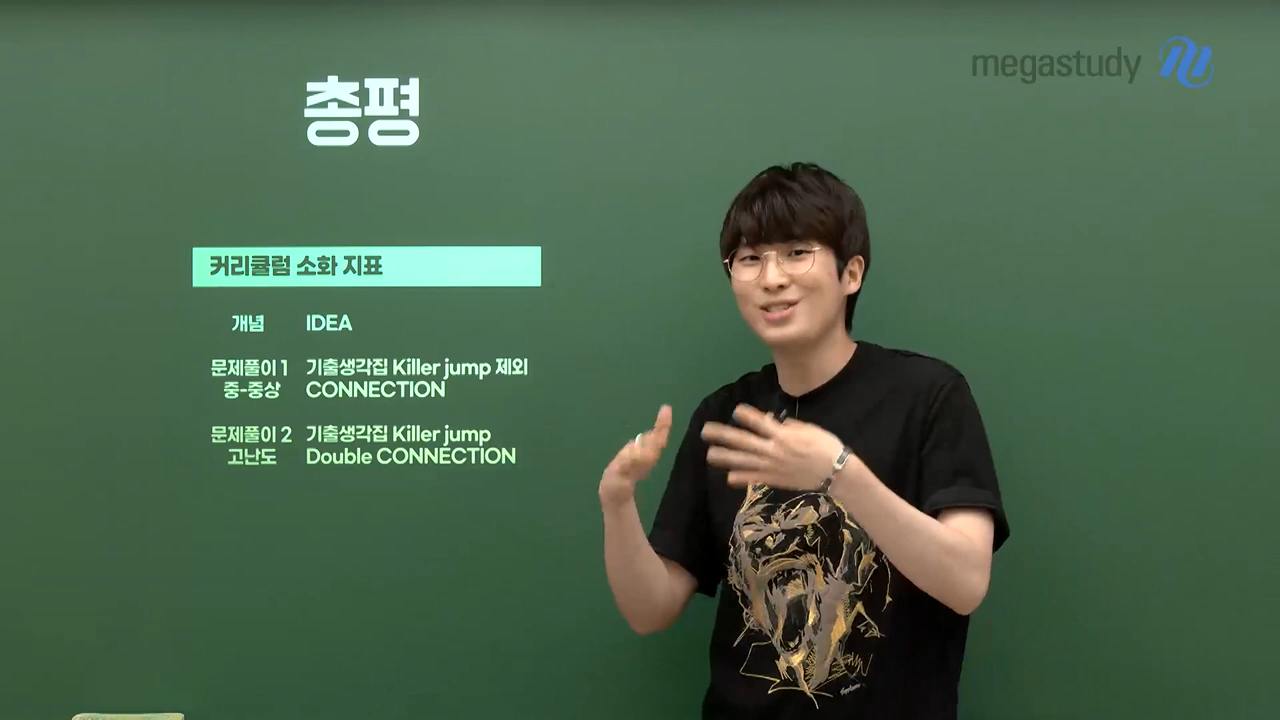 megastudy
총평
커리큘럼 소화 지표
개념 IDEA
문제풀이 1 기출생각집 Killer jump 제외
중-중상 CONNECTION
문제풀이 2 기출생각집 Killer jump
고난도 Double CONNECTION